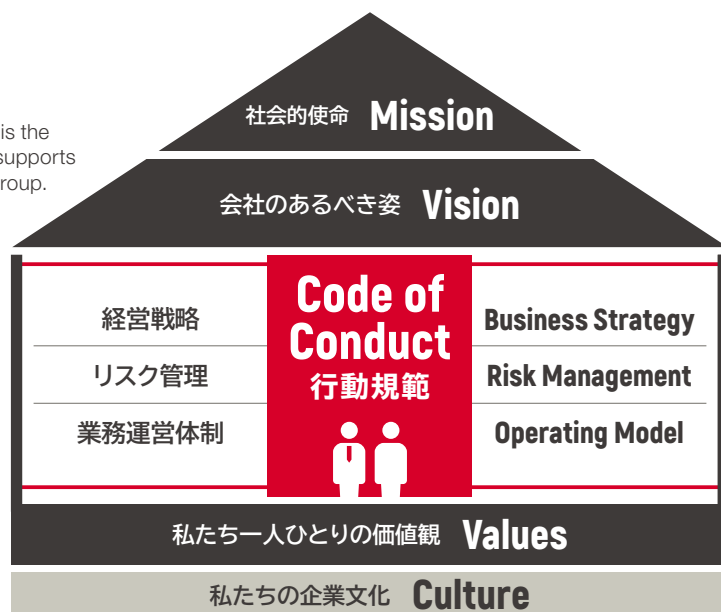 社会的使命 Mission
is the
supports
roup.
会社のあるべき姿 Vision
経営戦略
リスク管理
業務運営体制
Code of
Conduct
行動規範
Business Strategy
Risk Management
Operating Model
私たち一人ひとりの価値観 Values
私たちの企業文化 Culture